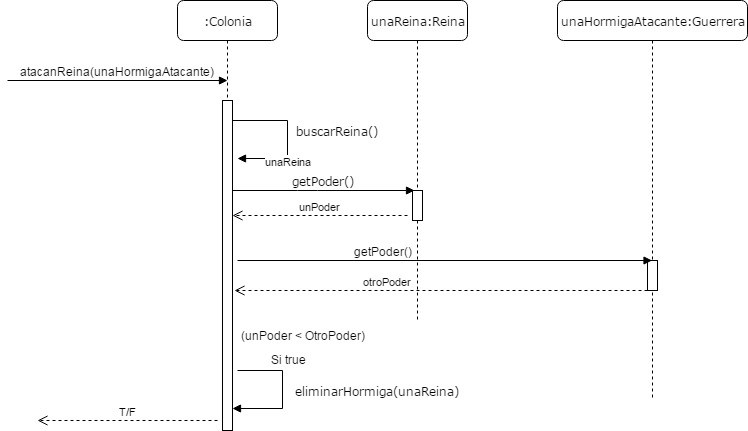 :Colonia
unaReina:Reina
unaHormigaAtacante:Guerrera
atacanReina(unaHormigaAtacante)
buscarReina()
unaReina
getPoder()
unPoder
getPoder()
otroPoder
(unPoder < OtroPoder)
Si true
eliminarHormiga(unaReina)
T/F